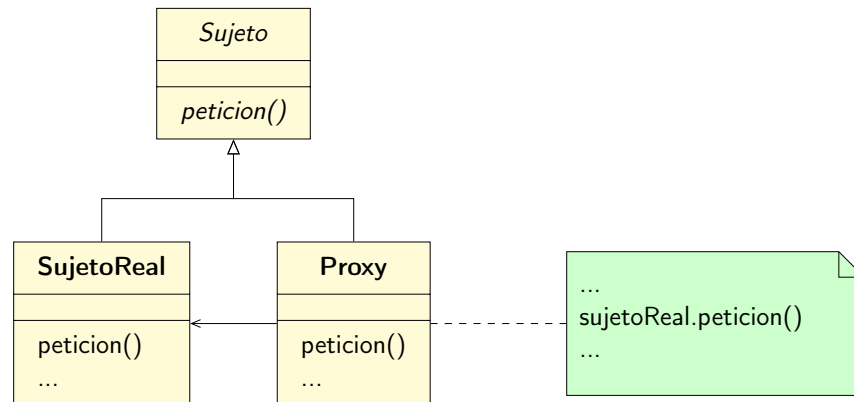 Sujeto
peticion()
SujetoReal
peticion()
...
Proxy
peticion()
...
...
sujetoReal.peticion()
...